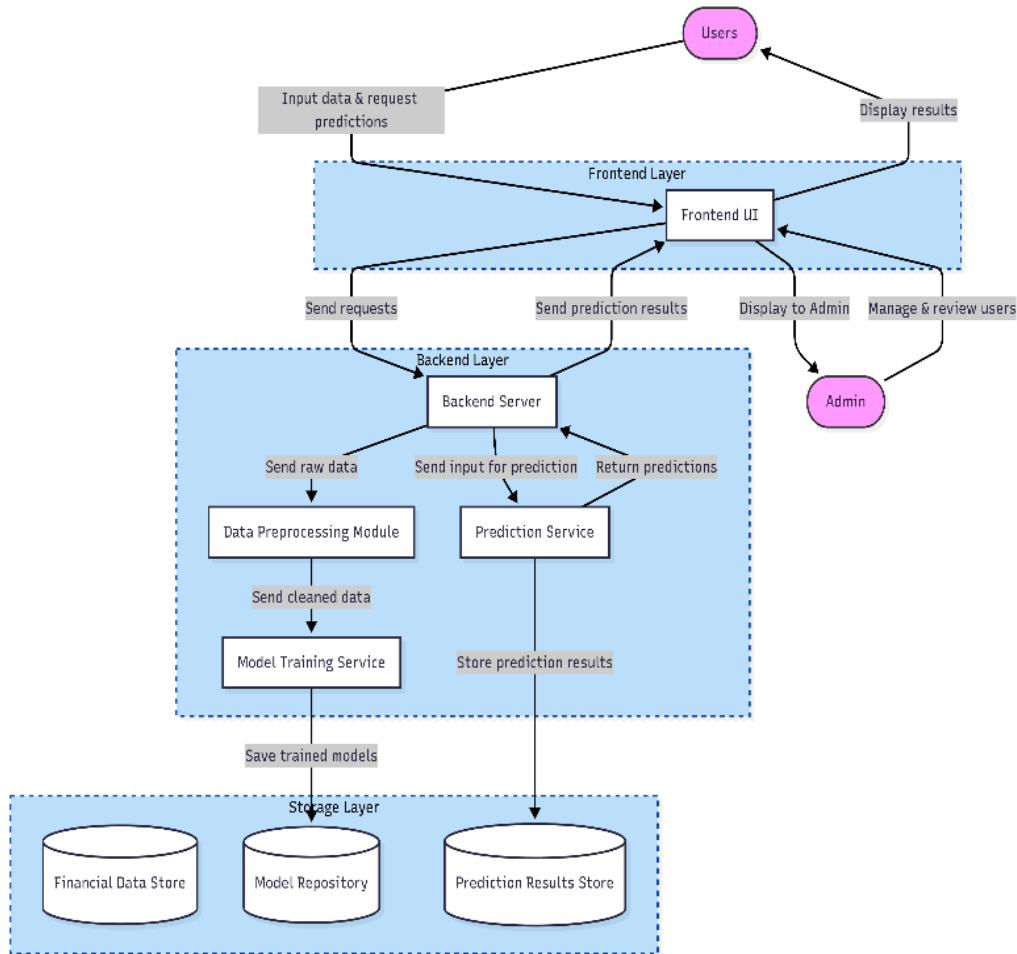 Users
Input data & request
predictions
Display results
Frontend Layer
Frontend UI
Send requests
Send prediction results
Display to Admin
Manage & review users
Backend Layer
Backend Server
Admin
Send raw data
Send input for prediction
Return predictions
Data Preprocessing Module
Prediction Service
Send cleaned data
Model Training Service
Store prediction results
Save trained models
Storage Layer
Financial Data Store
Model Repository
Prediction Results Store